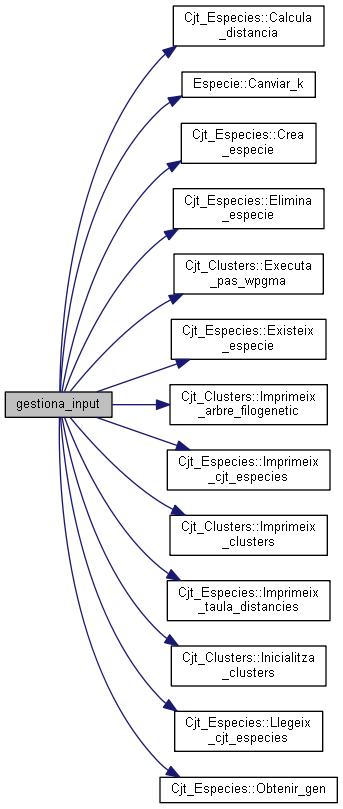 Cjt_Especies::Calcula
_distancia
Especie::Canviar_k
Cjt_Especies::Crea
_especie
Cjt_Especies::Elimina
_especie
Cjt_Clusters::Executa
_pas_wpgma
Cjt_Especies::Existeix
_especie
gestiona_input
Cjt_Clusters::Imprimeix
_arbre_filogenetic
Cjt_Especies::Imprimeix
_cjt_especies
Cjt_Clusters::Imprimeix
_clusters
Cjt_Especies::Imprimeix
_taula_distancies
Cjt_Clusters::Inicialitza
_clusters
Cjt_Especies::Llegeix
_cjt_especies
Cjt_Especies::Obtenir_gen